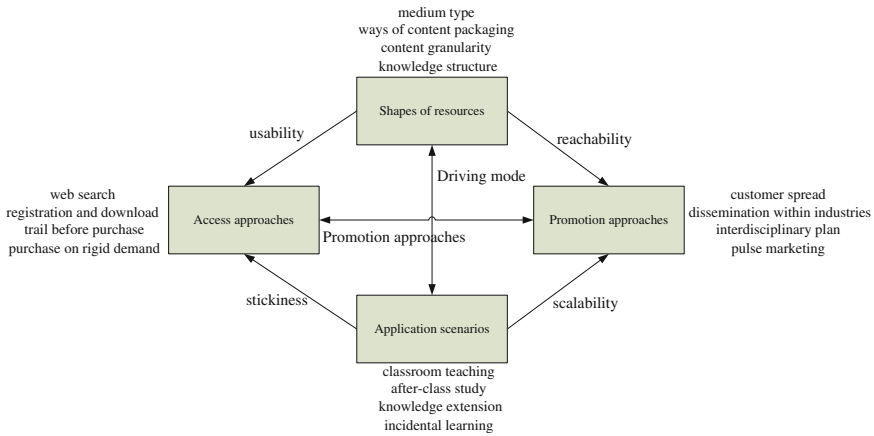 medium type
ways of content packaging
content granularity
knowledge structure
Shapes of resources
usability
reachability
Driving mode
web search
registration and download
trail before purchase
purchase on rigid demand
Access approaches
Promotion approaches
Promotion approaches
customer spread
dissemination within industries
interdisciplinary plan
pulse marketing
stickiness
scalability
Application scenarios
classroom teaching
after-class study
knowledge extension
incidental learning